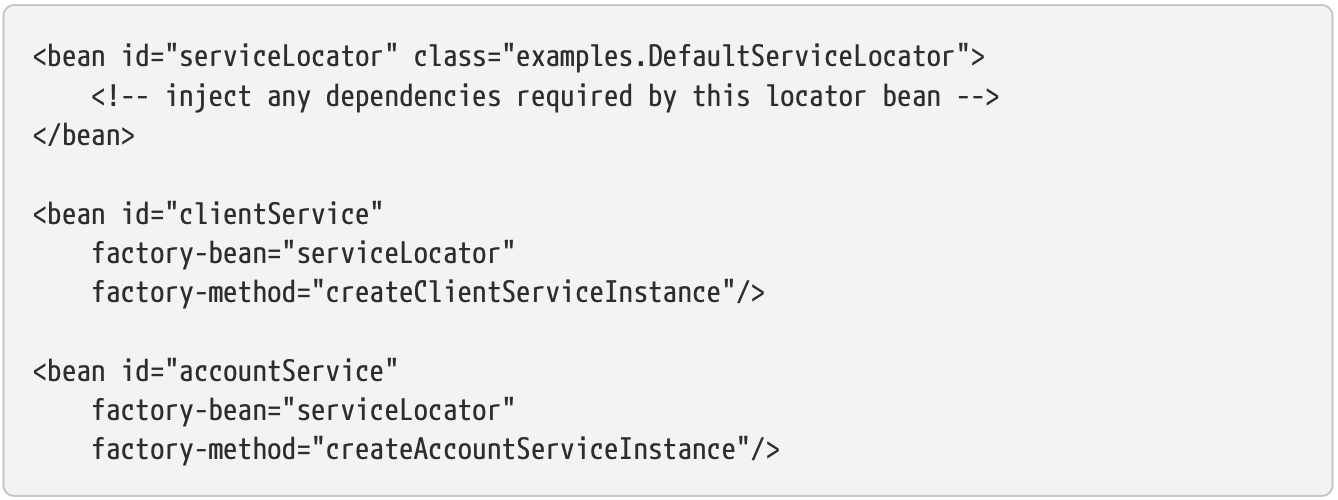 <bean id="serviceLocator" class="examples.DefaultServiceLocator">
    <!-- inject any dependencies required by this locator bean -->
</bean>

<bean id="clientService"
    factory-bean="serviceLocator"
    factory-method="createClientServiceInstance"/>

<bean id="accountService"
    factory-bean="serviceLocator"
    factory-method="createAccountServiceInstance"/>